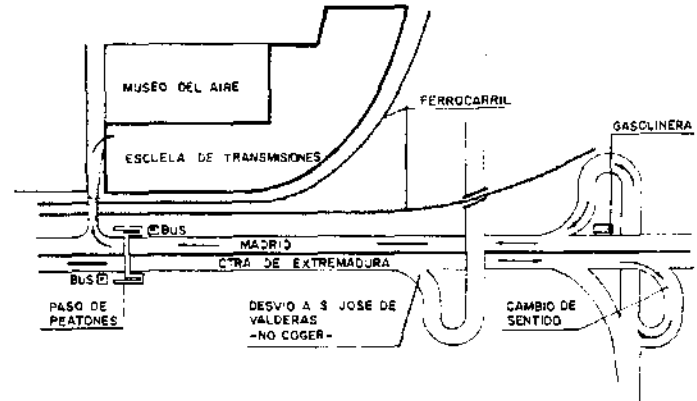 MUSEO DEL AIRE
FERROCARRIL
GASOLINERA
ESCUELA DE TRANSMISIONES
BUS
MADRID
CTRA DE EXTREMADURA
BUS
PASO DE
PEATONES
DESVIO A S JOSE DE
VALDERAS
-NO COGER-
CAMBIO DE
SENTIDO